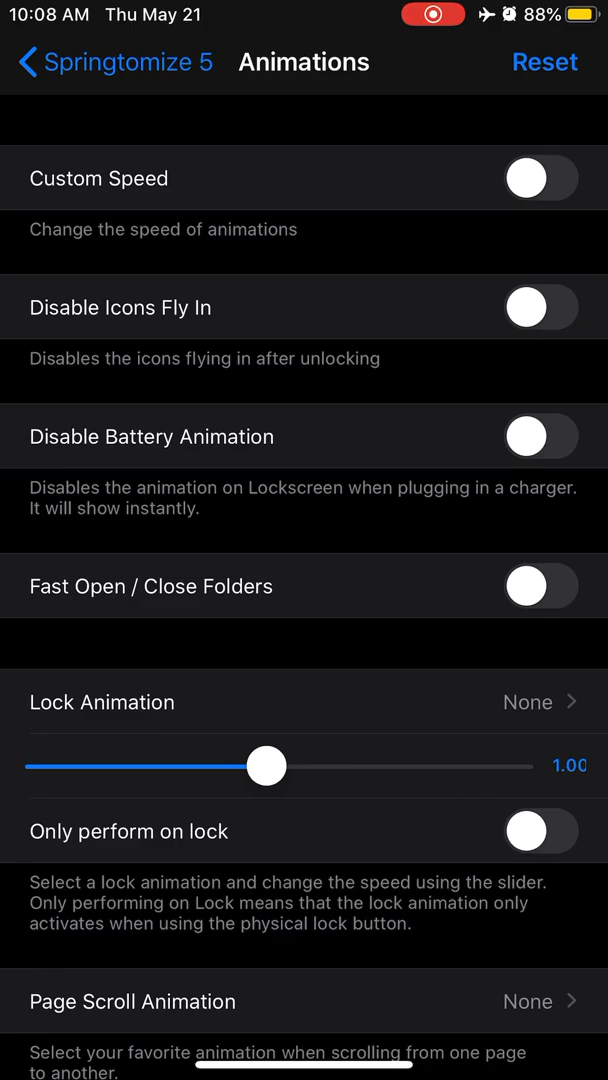 10:08 AM Thu May 21 88%
Springtomize 5 Animations Reset
Custom Speed
Change the speed of animations
Disable Icons Fly In
Disables the icons flying in after unlocking
Disable Battery Animation
Disables the animation on Lockscreen when plugging in a charger.
It will show instantly.
Fast Open / Close Folders
Lock Animation None
1.00
Only perform on lock
Select a lock animation and change the speed using the slider.
Only performing on Lock means that the lock animation only
activates when using the physical lock button.
Page Scroll Animation None
Select your favorite animation when scrolling from one page
to another.